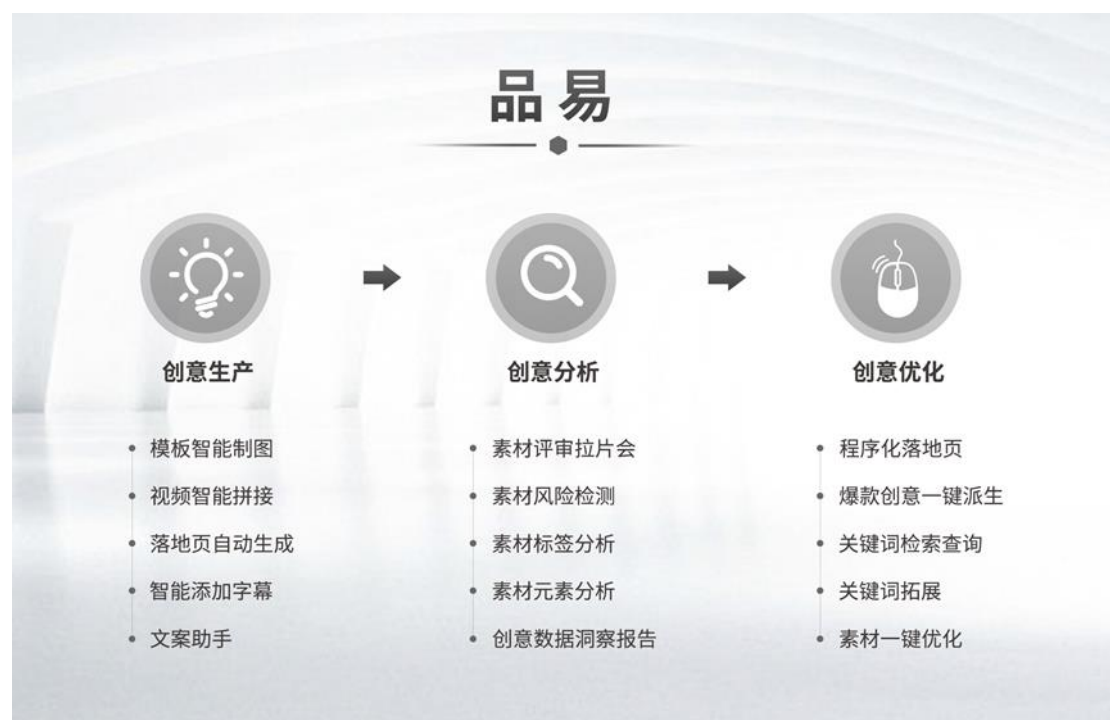 品易
创意生产
模板智能制图
视频智能拼接
落地页自动生成
智能添加字幕
文案助手
创意分析
素材评审拉片会
素材风险检测
素材标签分析
素材元素分析
创意数据洞察报告
创意优化
程序化落地页
爆款创意一键派生
关键词检索查询
关键词拓展
素材一键优化